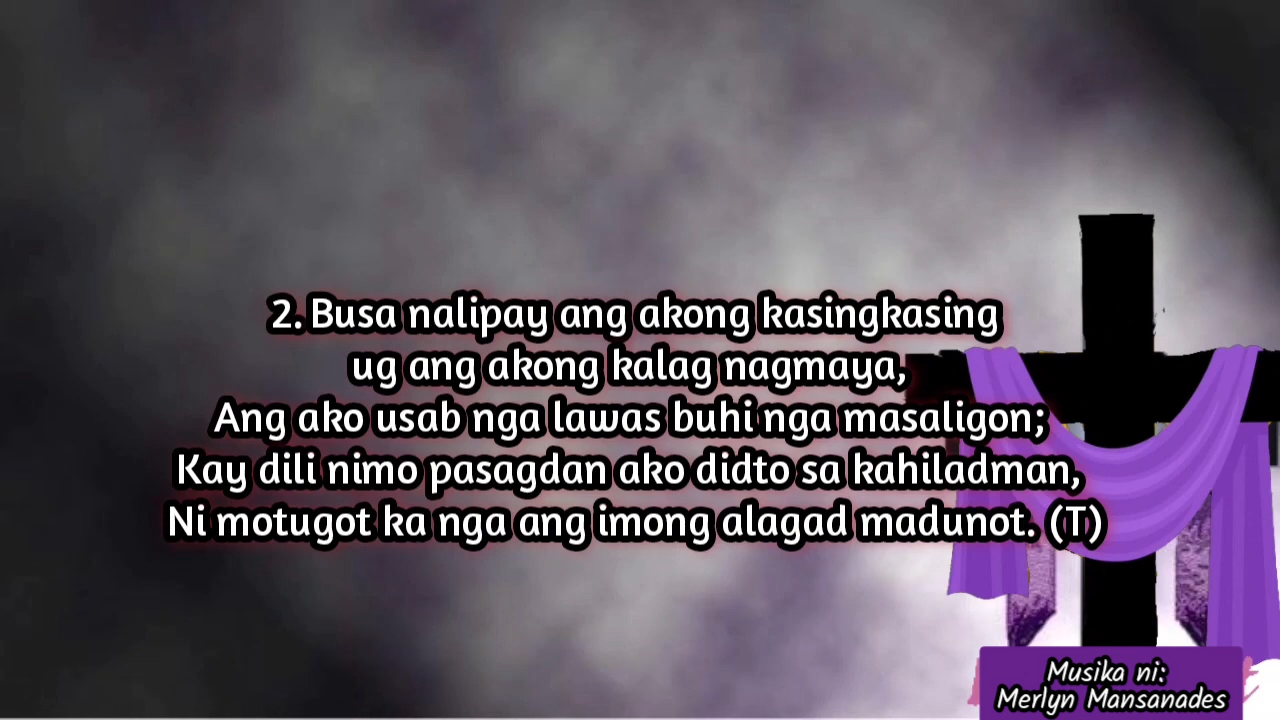 2. Busa nalipay ang akong kasingkasing
ug ang akong kalag nagmaya,
Ang ako usab nga lawas buhi nga masaligon;
Kay dili nimo pasagdan ako didto sa kahiladman,
Ni motugot ka nga ang imong alagad madunot. (T)
Musika ni:
Merlyn Mansanades